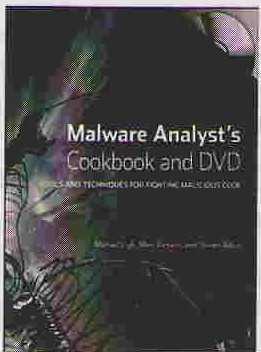 Malware Analyst's
Cookbook and DVD
TOOLS AND TECHNIQUES FOR FIGHTING MALICIOUS CODE